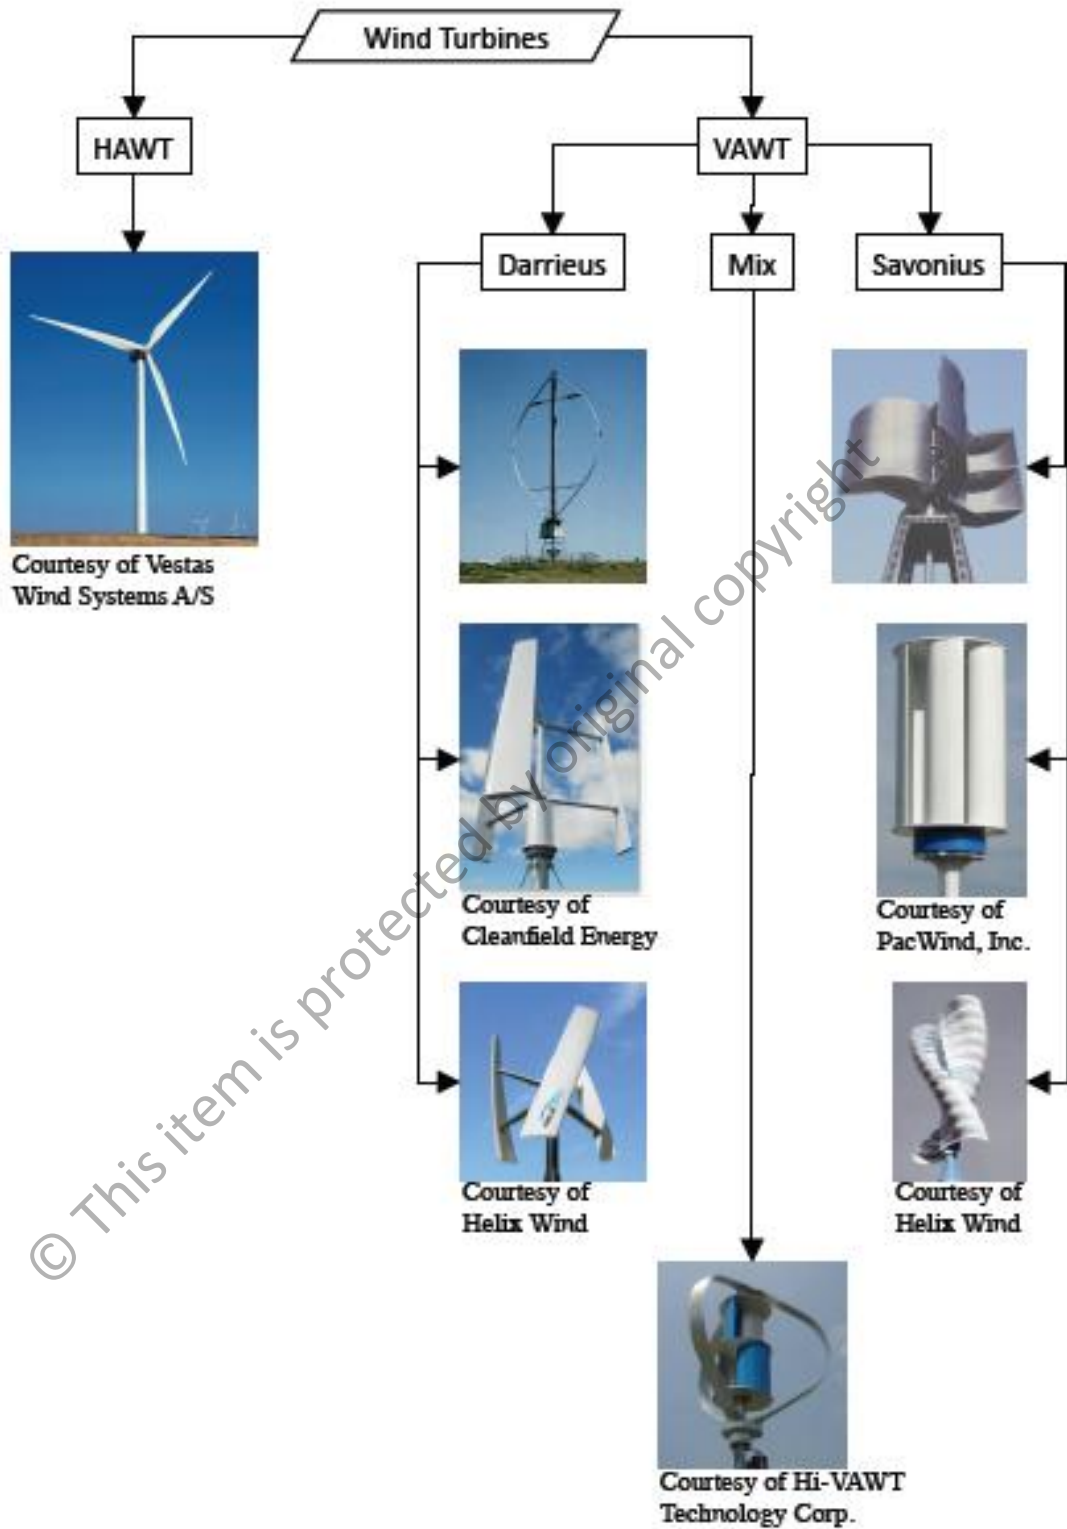 Wind Turbines
HAWT
VAWT
Darrieus
Mix
Savonius
Courtesy of Vestas
Wind Systems A/S
Courtesy of
Cleanfield Energy
Courtesy of
PacWind, Inc.
Courtesy of
Helix Wind
Courtesy of
Helix Wind
Courtesy of Hi-VAWT
Technology Corp.
© This item is protected by original copyright